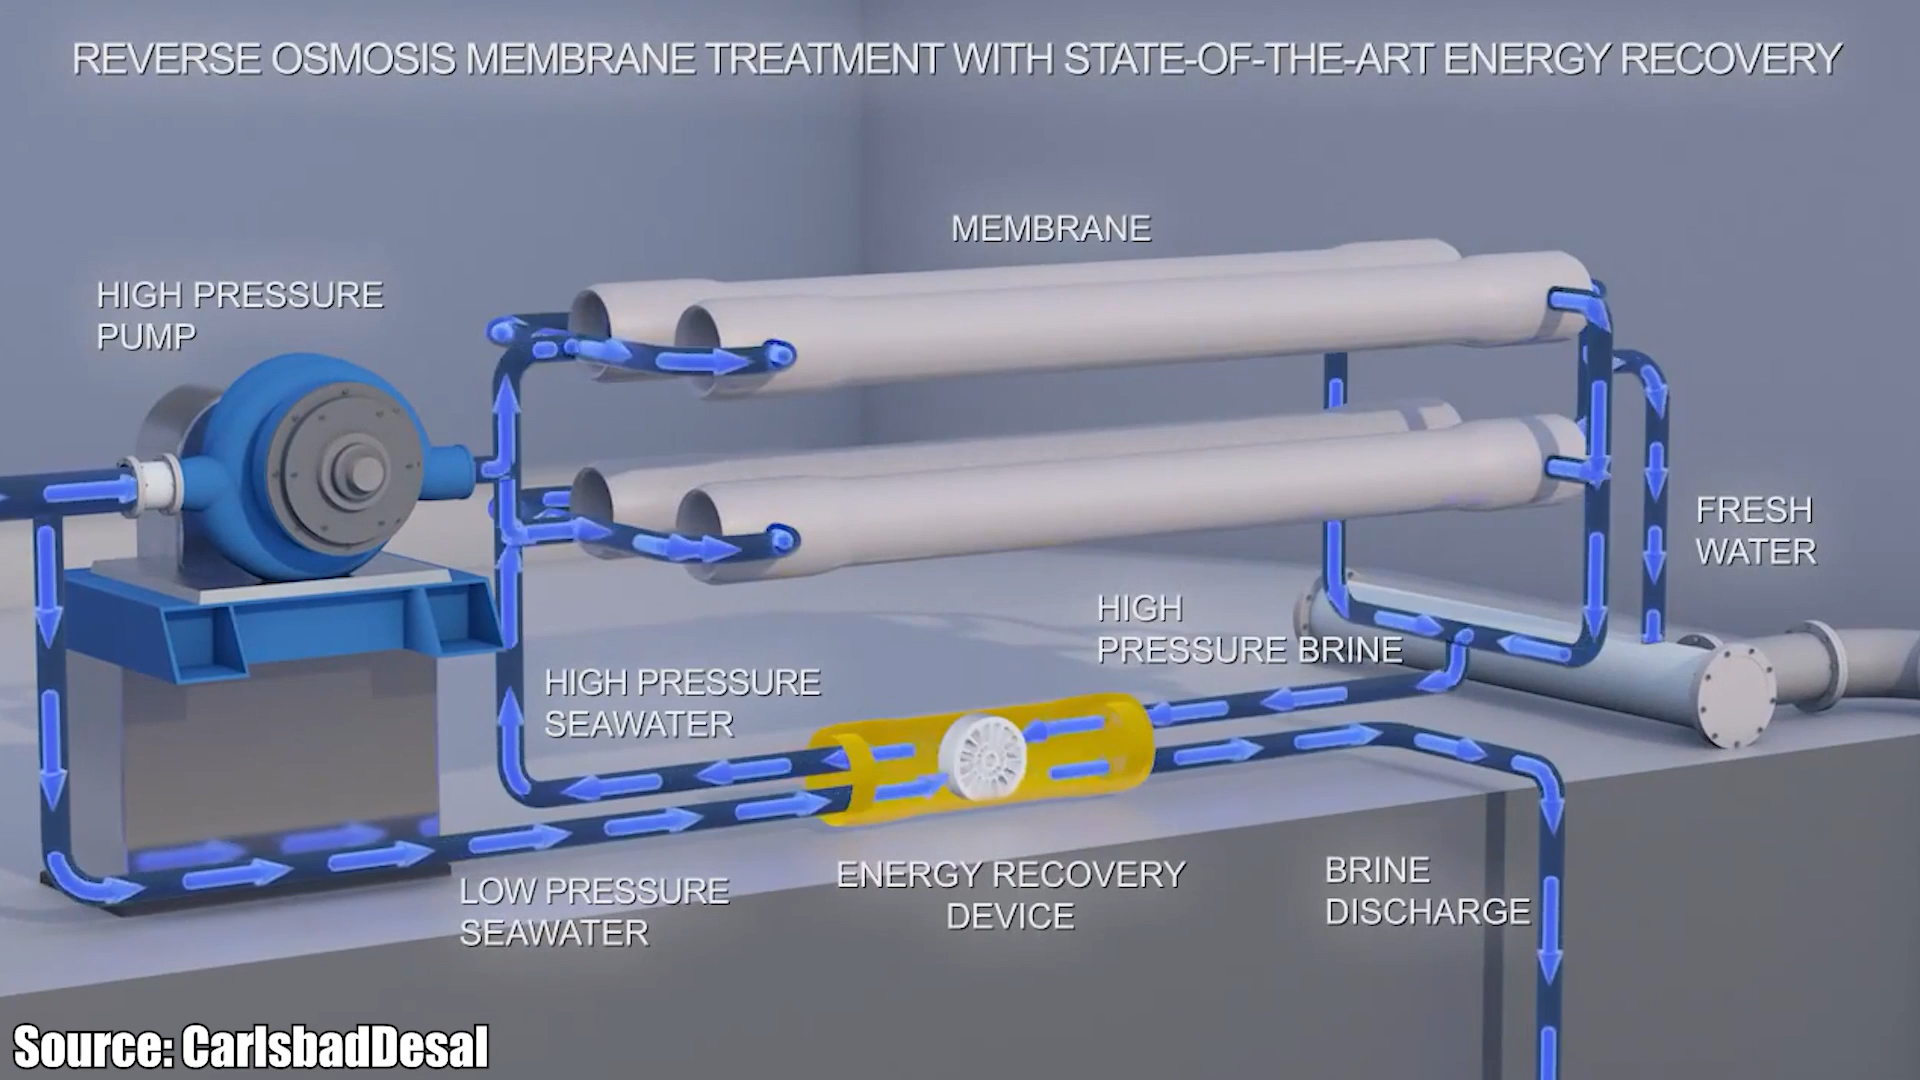 REVERSE OSMOSIS MEMBRANE TREATMENT WITH STATE-OF-THE-ART ENERGY RECOVERY
MEMBRANE
HIGH PRESSURE
PUMP
FRESH
WATER
HIGH
PRESSURE BRINE
HIGH PRESSURE
SEAWATER
LOW PRESSURE
SEAWATER
ENERGY RECOVERY
DEVICE
BRINE
DISCHARGE
Source: CarlsbadDesal